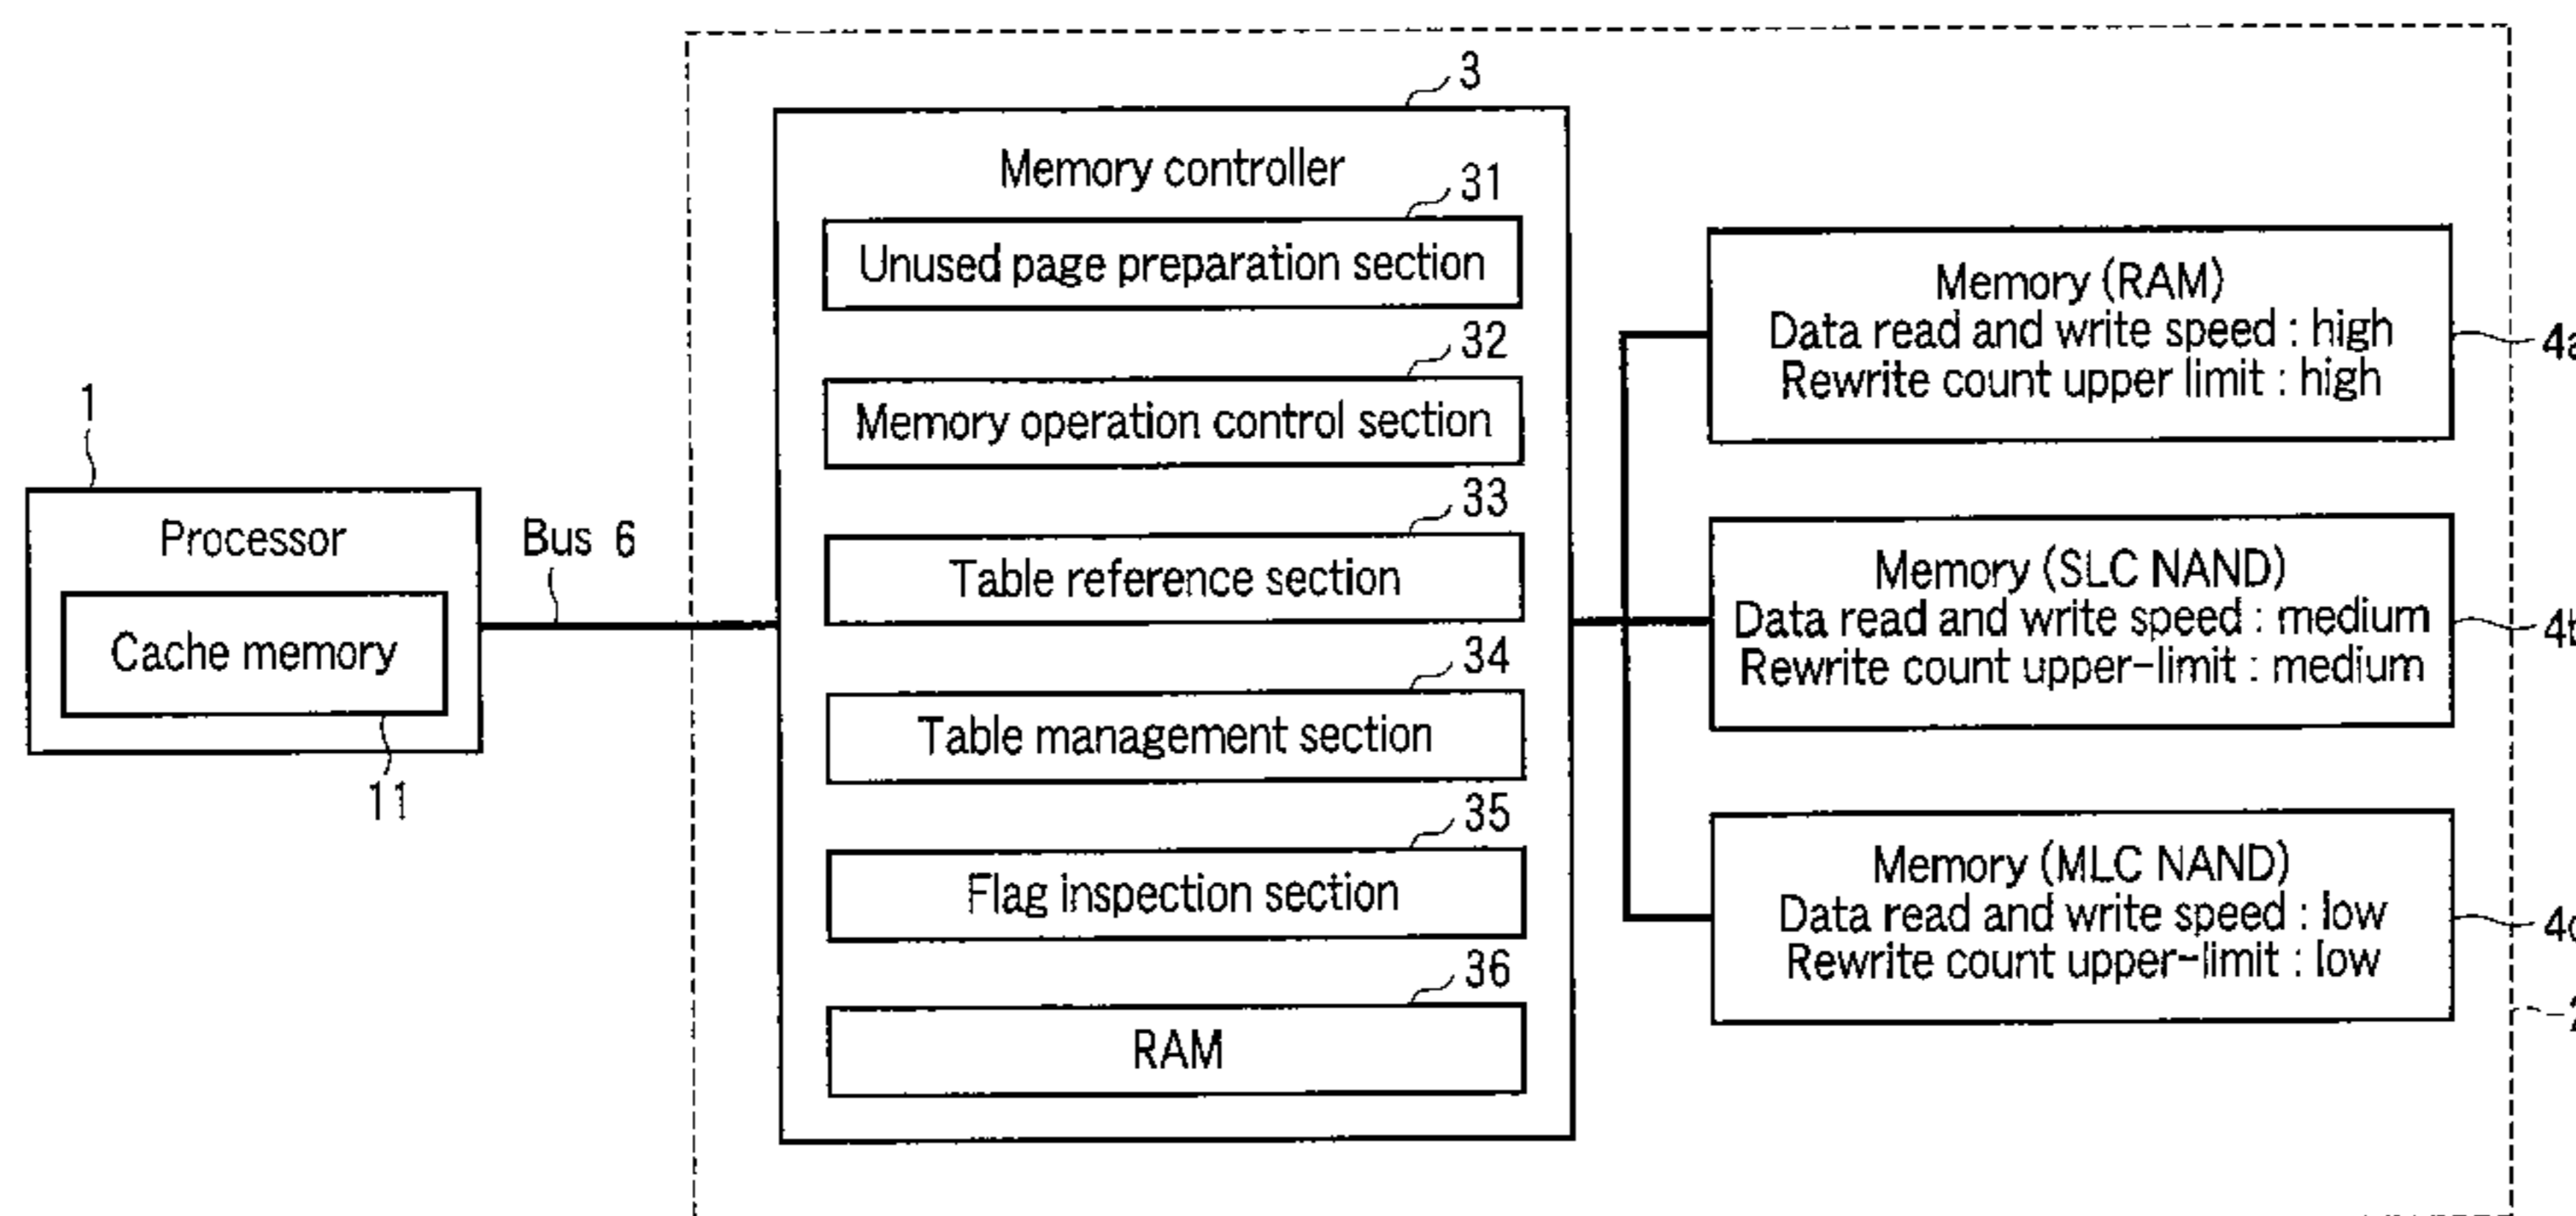 3
Memory controller
31
Unused page preparation section
32
Memory operation control section
33
Table reference section
34
Table management section
35
Flag inspection section
36
RAM
1
Processor
Cache memory
11
Bus 6
Memory (RAM)
Data read and write speed : high
Rewrite count upper limit : high
Memory (SLC NAND)
Data read and write speed : medium
Rewrite count upper-limit : medium
4b
Memory (MLC NAND)
Data read and write speed : low
Rewrite count upper-limit : low